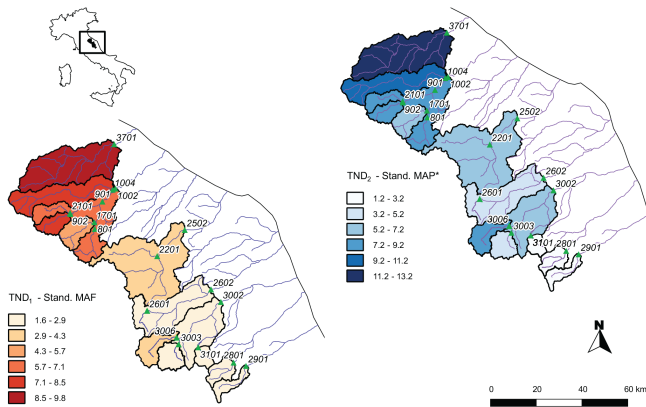 3701
1004
1002
901
2101
902
1701
801
2502
2201
2602
3002
2601
3006
3003
3101
2801
2901
TND1 - Stand. MAF
1.6 - 2.9
2.9 - 4.3
4.3 - 5.7
5.7 - 7.1
7.1 - 8.5
8.5 - 9.8
3701
1004
1002
901
2101
902
1701
801
2502
2201
2602
3002
2601
3006
3003
3101
2801
2901
TND2 - Stand. MAP*
1.2 - 3.2
3.2 - 5.2
5.2 - 7.2
7.2 - 9.2
9.2 - 11.2
11.2 - 13.2
N
0 20 40 60 km